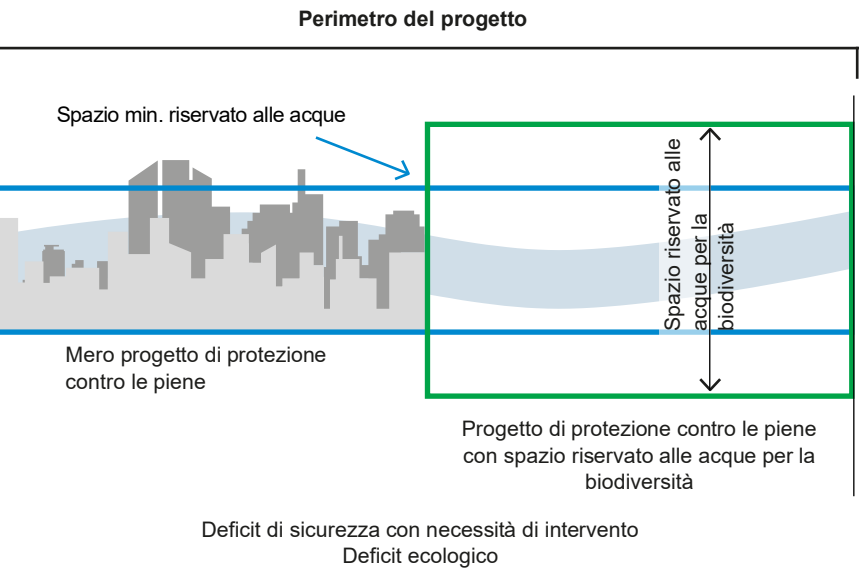 Perimetro del progetto
Spazio min. riservato alle acque
Spazio riservato alle
acque per la
biodiversità
Mero progetto di protezione
contro le piene
Progetto di protezione contro le piene
con spazio riservato alle acque per la
biodiversità
Deficit di sicurezza con necessità di intervento
Deficit ecologico